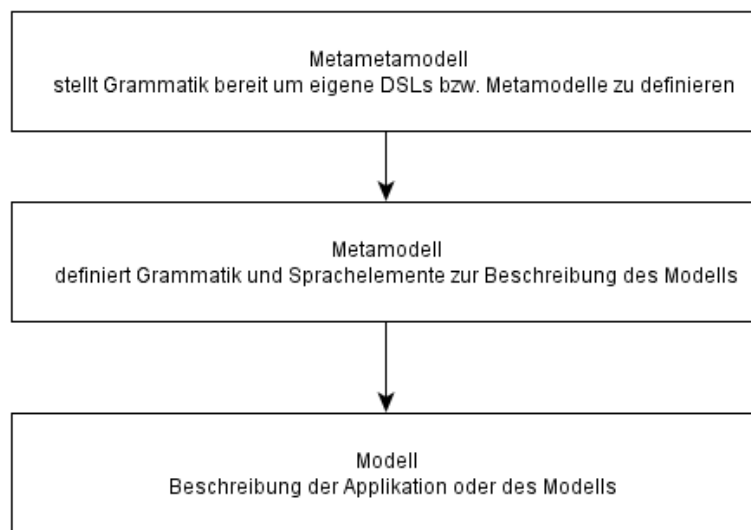 Metametamodell
stellt Grammatik bereit um eigene DSLs bzw. Metamodelle zu definieren
Metamodell
definiert Grammatik und Sprachelemente zur Beschreibung des Modells
Modell
Beschreibung der Applikation oder des Modells